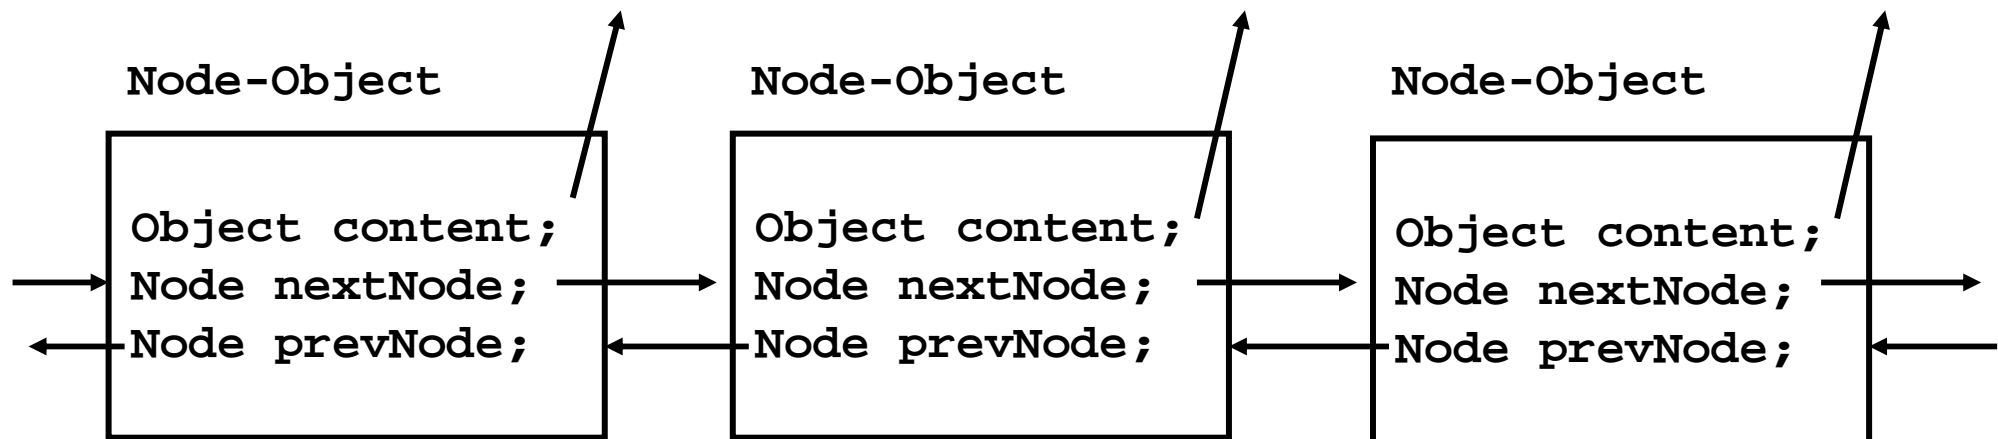 Node-Object
Object content;
Node nextNode;
Node prevNode;
Node-Object
Object content;
Node nextNode;
Node prevNode;
Node-Object
Object content;
Node nextNode;
Node prevNode;